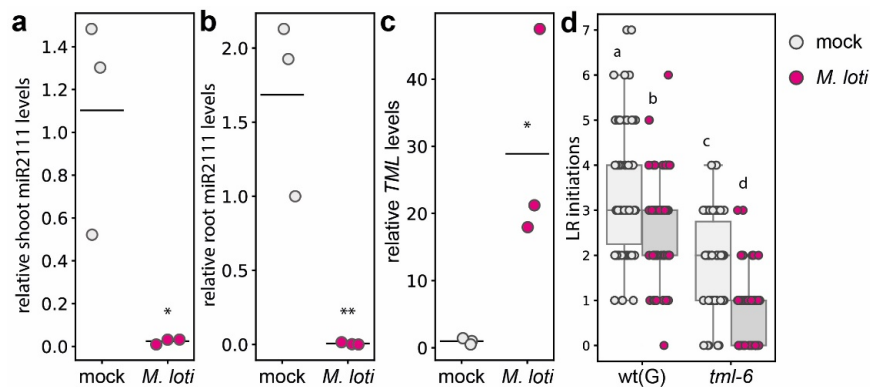 a
relative shoot miR2111 levels
1.4
1.2
1.0
0.8
0.6
0.4
0.2
0.0
*
mock M. loti
b
relative root miR2111 levels
2.0
1.5
1.0
0.5
0.0
**
mock M. loti
c
relative TML levels
40
30
20
10
0
*
mock M. loti
d
LR initiations
7
6
5
4
3
2
1
0
a
b
c
d
wt(G) tml-6
mock
M. loti